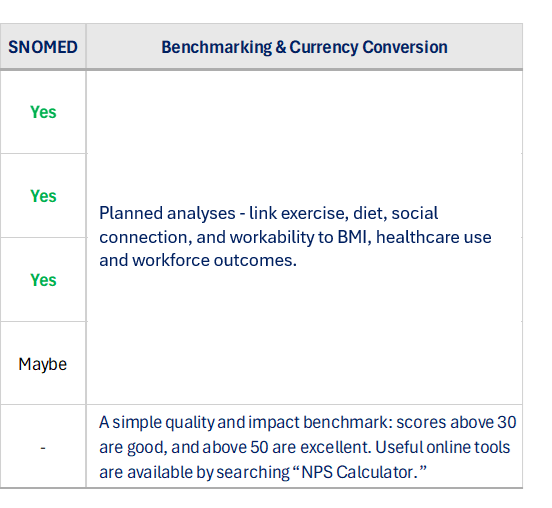 SNOMED Benchmarking & Currency Conversion
Yes
Yes
Planned analyses - link exercise, diet, social
connection, and workability to BMI, healthcare use
and workforce outcomes.
Yes
Maybe
-
A simple quality and impact benchmark: scores above 30
are good, and above 50 are excellent. Useful online tools
are available by searching “NPS Calculator.”